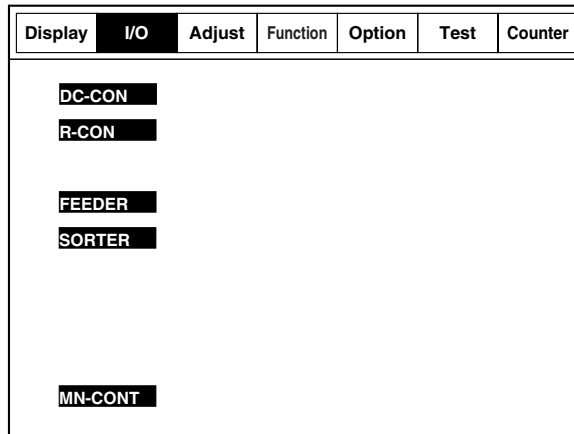 Display I/O Adjust Function Option Test Counter
DC-CON
R-CON
FEEDER
SORTER
MN-CONT